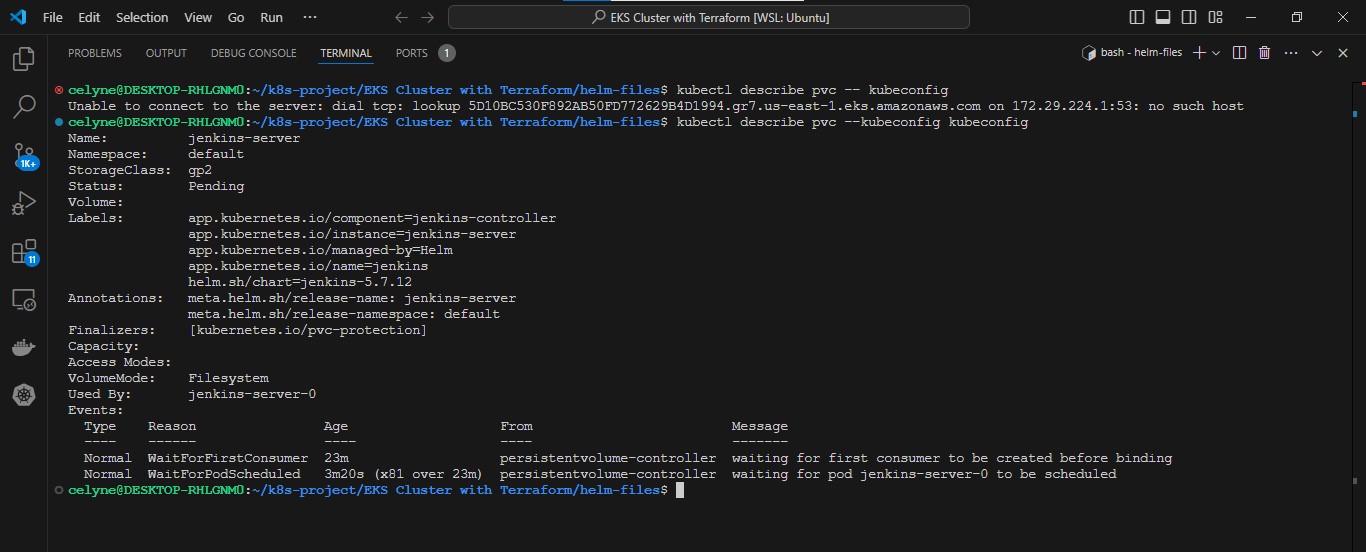 File Edit Selection View Go Run ···
EKS Cluster with Terraform [WSL: Ubuntu]
PROBLEMS OUTPUT DEBUG CONSOLE TERMINAL PORTS 1
bash - helm-files
celyne@DESKTOP-RHLGNM0:~/k8s-project/EKS Cluster with Terraform/helm-files$ kubectl describe pvc -- kubeconfig
Unable to connect to the server: dial tcp: lookup 5D10BC530F892AB50FD772629B4D1994.gr7.us-east-1.eks.amazonaws.com on 172.29.224.1:53: no such host
celyne@DESKTOP-RHLGNM0:~/k8s-project/EKS Cluster with Terraform/helm-files$ kubectl describe pvc --kubeconfig kubeconfig
Name: jenkins-server
Namespace: default
StorageClass: gp2
Status: Pending
Volume:
Labels: app.kubernetes.io/component=jenkins-controller
app.kubernetes.io/instance=jenkins-server
app.kubernetes.io/managed-by=Helm
app.kubernetes.io/name=jenkins
helm.sh/chart=jenkins-5.7.12
Annotations: meta.helm.sh/release-name: jenkins-server
meta.helm.sh/release-namespace: default
Finalizers: [kubernetes.io/pvc-protection]
Capacity:
Access Modes:
VolumeMode: Filesystem
Used By: jenkins-server-0
Events:
Type Reason Age From Message
---- ------ ---- ---- -------
Normal WaitForFirstConsumer 23m persistentvolume-controller waiting for first consumer to be created before binding
Normal WaitForPodScheduled 3m20s (x81 over 23m) persistentvolume-controller waiting for pod jenkins-server-0 to be scheduled
celyne@DESKTOP-RHLGNM0:~/k8s-project/EKS Cluster with Terraform/helm-files$
1K+
11